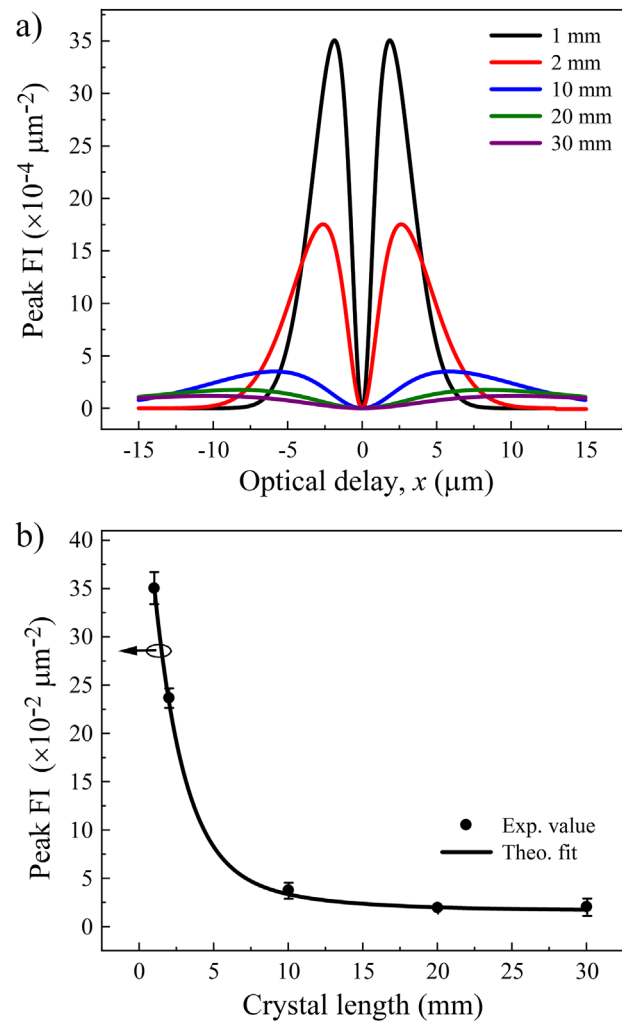 a)
1 mm
2 mm
10 mm
20 mm
30 mm
35
30
25
20
15
10
5
0
Peak FI (×10⁻⁴ μm⁻²)
-15 -10 -5 0 5 10 15
Optical delay, x (μm)
b)
40
35
30
25
20
15
10
5
0
Peak FI (×10⁻² μm⁻²)
Exp. value
Theo. fit
0 5 10 15 20 25 30
Crystal length (mm)